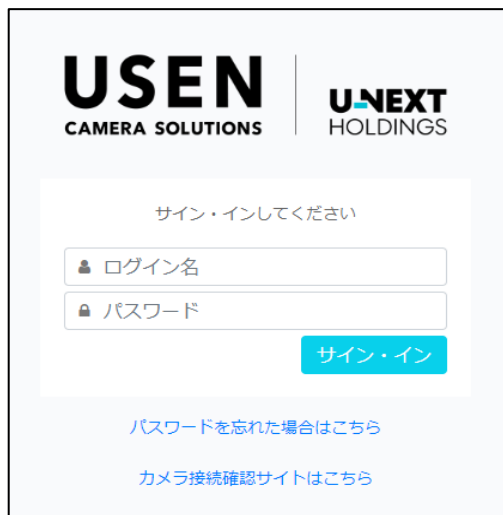 USEN
CAMERA SOLUTIONS
U-NEXT
HOLDINGS
サイン・インしてください
ログイン名
パスワード
サイン・イン
パスワードを忘れた場合はこちら
カメラ接続確認サイトはこちら